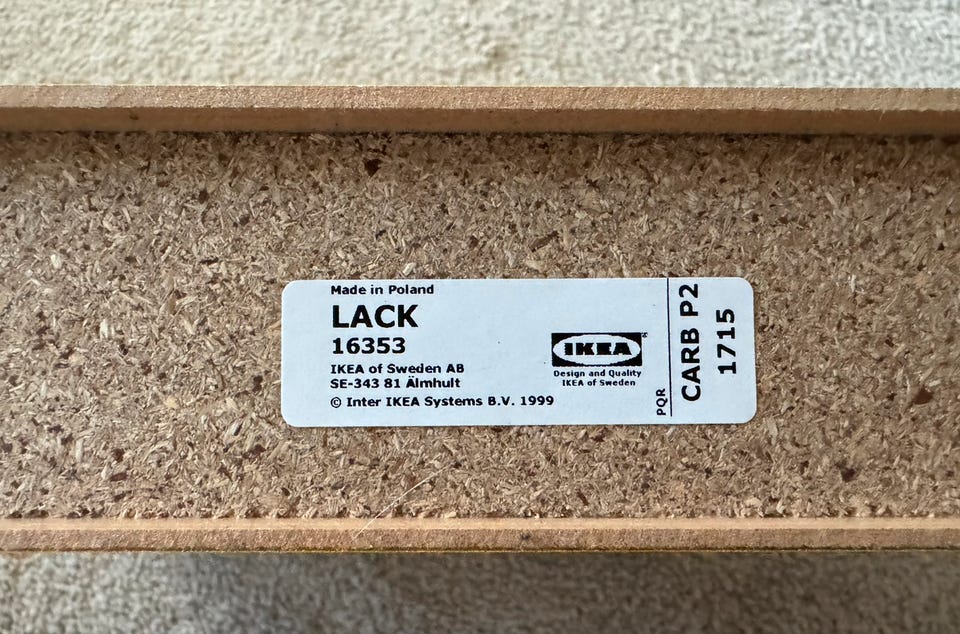 Made in Poland
LACK
16353
IKEA of Sweden AB
SE-343 81 Älmhult
© Inter IKEA Systems B.V. 1999
IKEA®
Design and Quality
IKEA of Sweden
PQR
CARB P2
1715